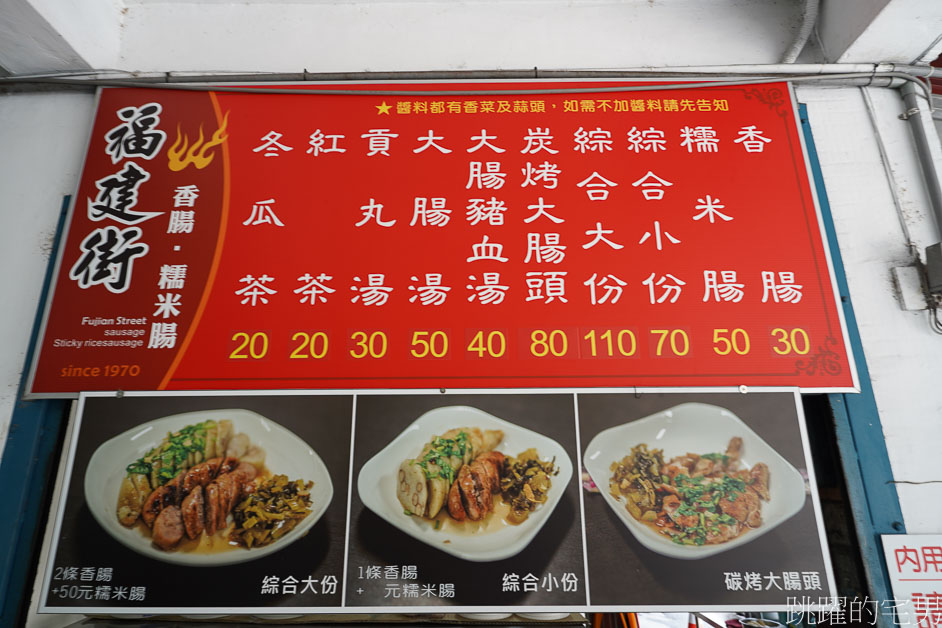 ★醬料都有香菜及蒜頭，如需不加醬料請先告知
福建街
香腸．糯米腸
Fujian Street
sausage
Sticky ricesausage
since 1970
香腸 30
糯米腸 50
綜合小份 70
綜合大份 110
炭烤大腸頭 80
大腸豬血湯 40
大腸湯 50
貢丸湯 30
紅茶 20
冬瓜茶 20
2條香腸
+50元糯米腸
綜合大份
1條香腸
+ 元糯米腸
綜合小份
碳烤大腸頭
內用
跳躍的宅男